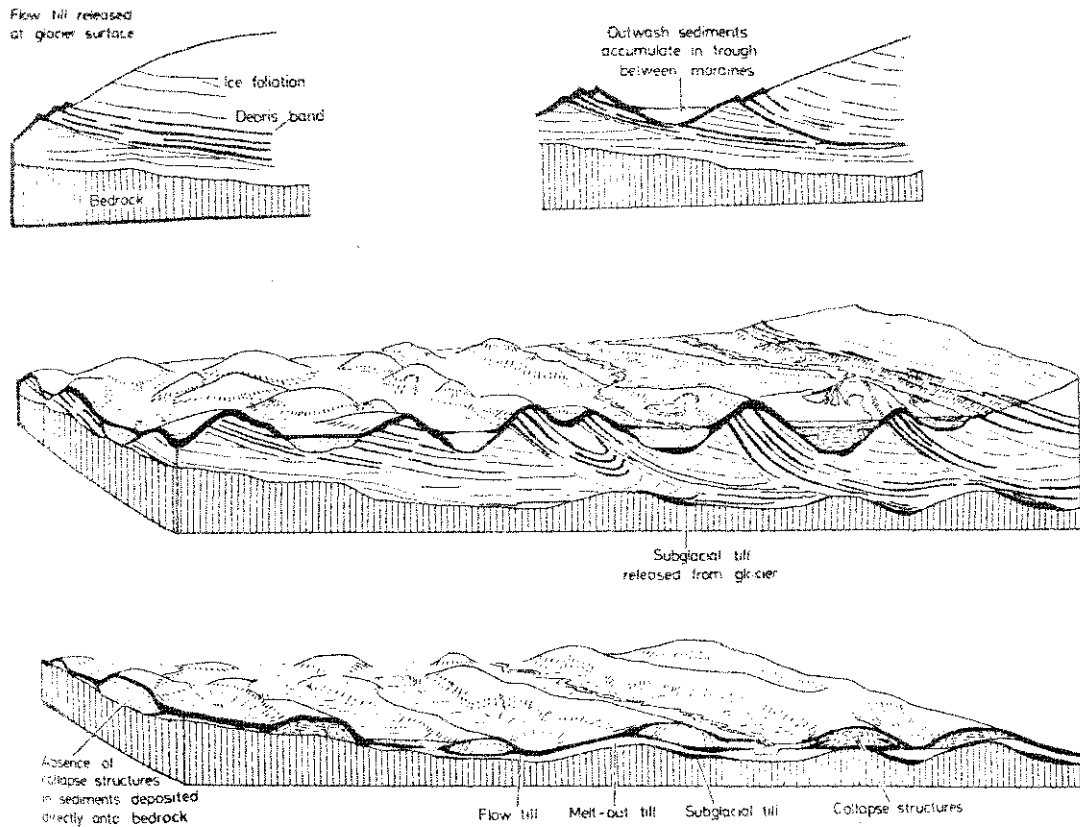 Flow till released
at glacier surface
Ice foliation
Debris band
Bedrock
Outwash sediments
accumulate in trough
between moraines
Subglacial till
released from glacier
Absence of
collapse structures
in sediments deposited
directly onto bedrock
Flow till
Melt-out till
Subglacial till
Collapse structures